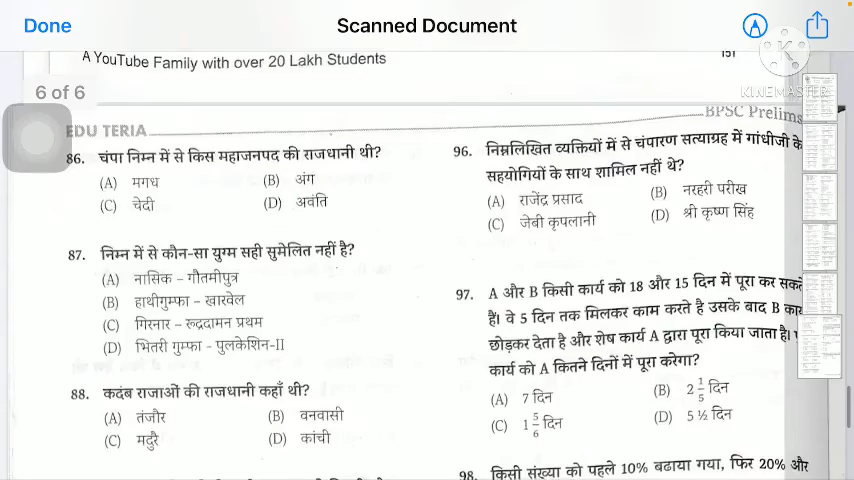 Done
Scanned Document
A YouTube Family with over 20 Lakh Students
151
6 of 6
KINEMASTER
EDU TERIA
BPSC Prelims
86. चंपा निम्न में से किस महाजनपद की राजधानी थी?
(A) मगध (B) अंग
(C) चेदी (D) अवंति
87. निम्न में से कौन-सा युग्म सही सुमेलित नहीं है?
(A) नासिक – गौतमीपुत्र
(B) हाथीगुम्फा – खारवेल
(C) गिरनार – रूद्रदामन प्रथम
(D) भितरी गुम्फा - पुलकेशिन-II
88. कदंब राजाओं की राजधानी कहाँ थी?
(A) तंजौर (B) वनवासी
(C) मदुरै (D) कांची
96. निम्नलिखित व्यक्तियों में से चंपारण सत्याग्रह में गांधीजी के
सहयोगियों के साथ शामिल नहीं थे?
(A) राजेंद्र प्रसाद (B) नरहरी परीख
(C) जेबी कृपलानी (D) श्री कृष्ण सिंह
97. A और B किसी कार्य को 18 और 15 दिन में पूरा कर सकते
हैं। वे 5 दिन तक मिलकर काम करते है उसके बाद B
छोड़कर देता है और शेष कार्य A द्वारा पूरा किया जाता है।
कार्य को A कितने दिनों में पूरा करेगा?
(A) 7 दिन (B) 2 1/5 दिन
(C) 1 5/6 दिन (D) 5 ½ दिन
98. किसी संख्या को पहले 10% बढाया गया, फिर 20% और